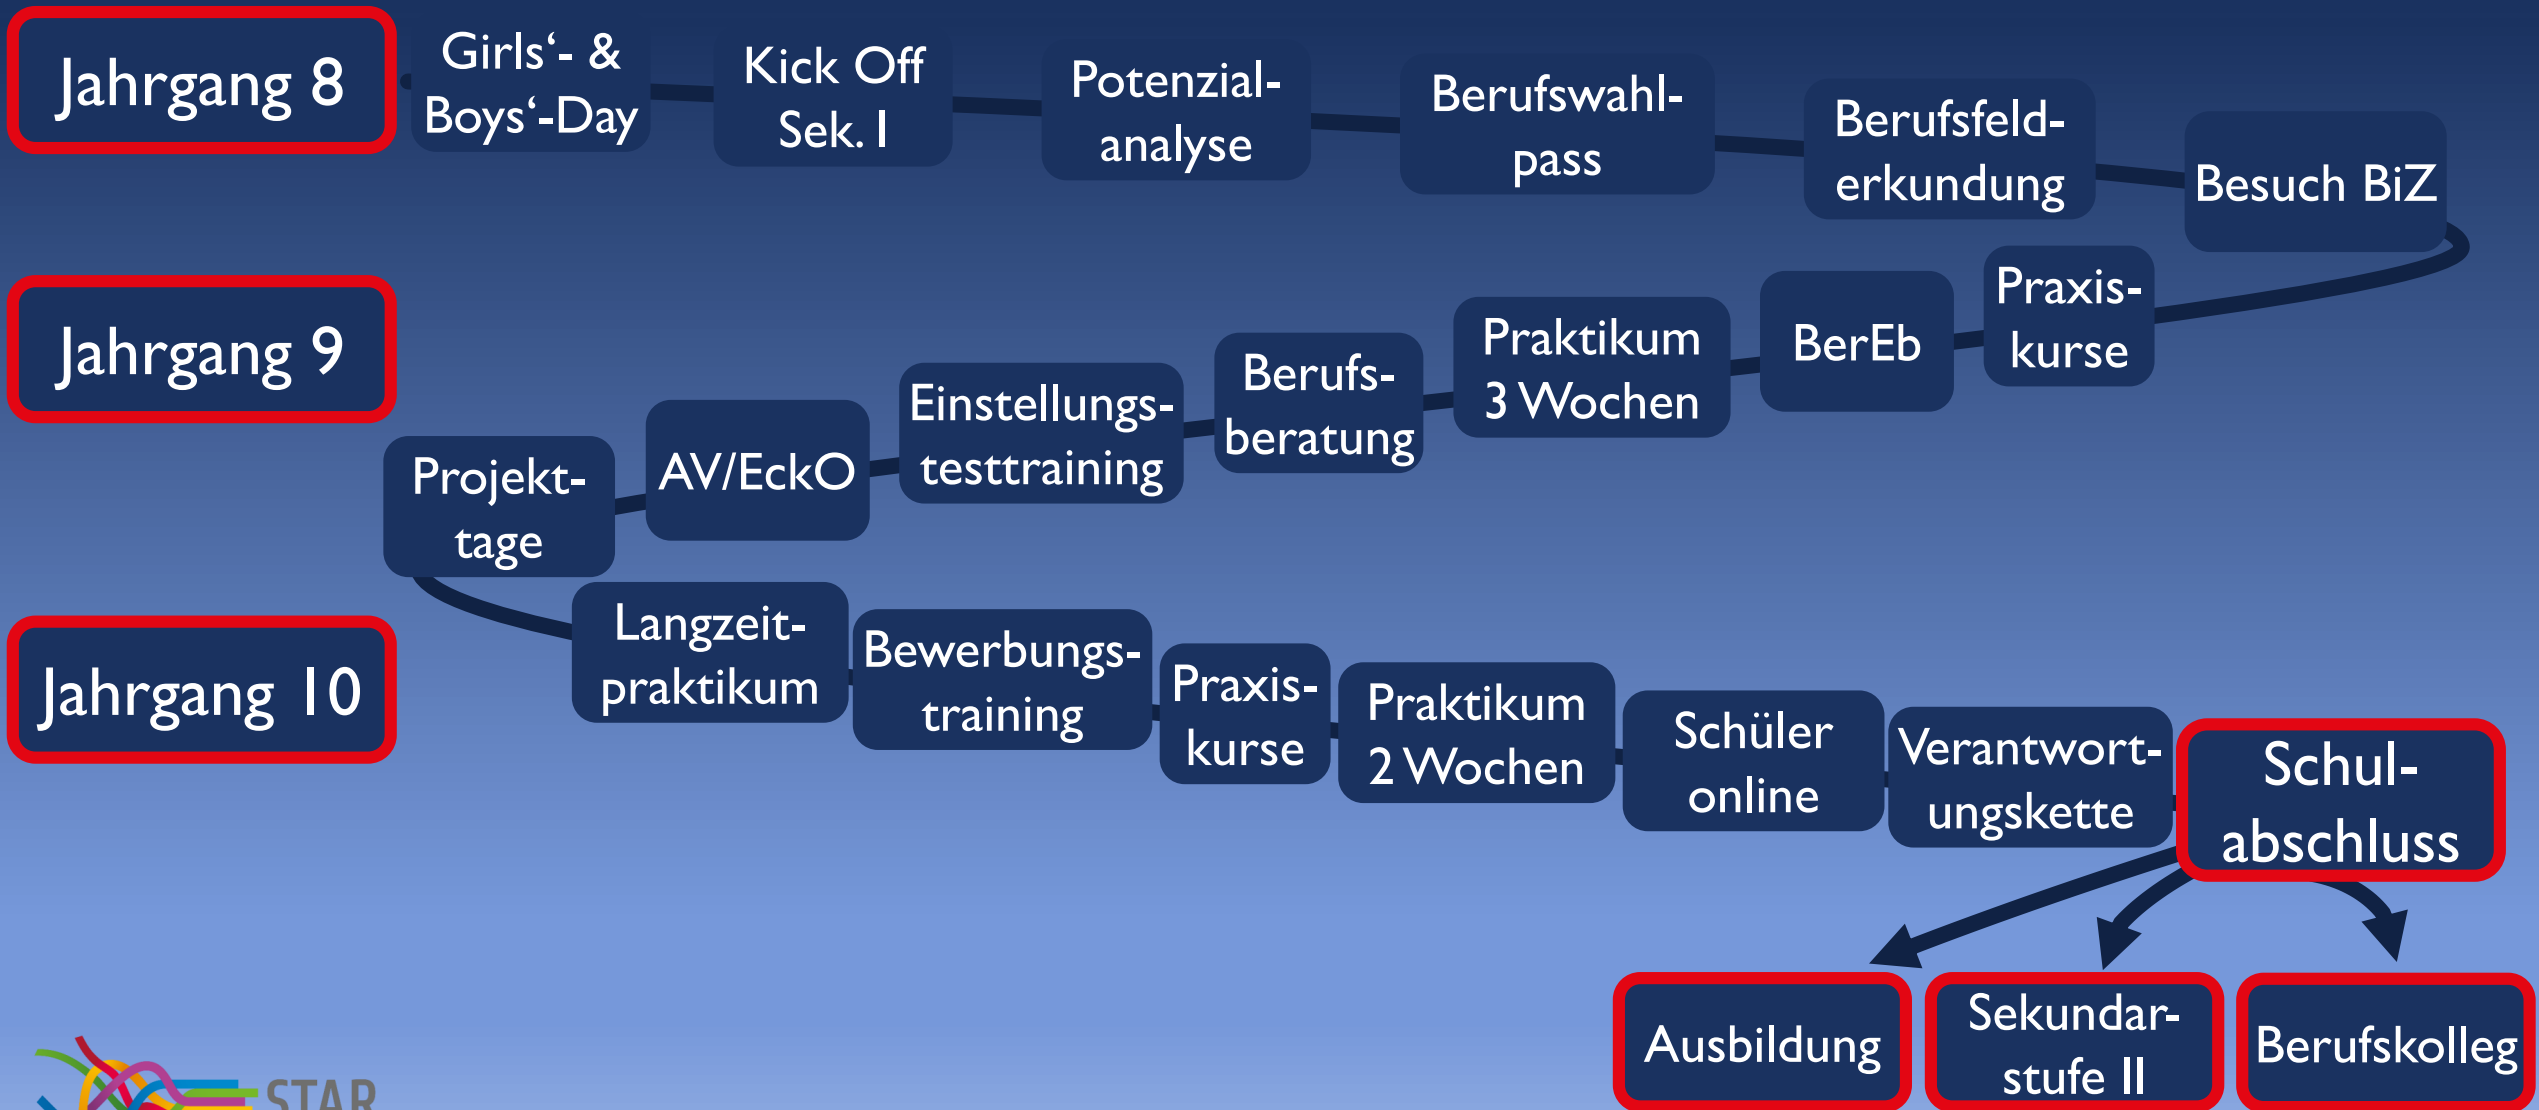 Jahrgang 8
Girls‘- &
Boys‘-Day
Kick Off
Sek. I
Potenzial-
analyse
Berufswahl-
pass
Berufsfeld-
erkundung
Besuch BiZ
Jahrgang 9
Praxis-
kurse
BerEb
Praktikum
3 Wochen
Berufs-
beratung
Einstellungs-
testtraining
AV/EckO
Projekt-
tage
Jahrgang 10
Langzeit-
praktikum
Bewerbungs-
training
Praxis-
kurse
Praktikum
2 Wochen
Schüler
online
Verantwort-
ungskette
Schul-
abschluss
Ausbildung
Sekundar-
stufe II
Berufskolleg
STAR